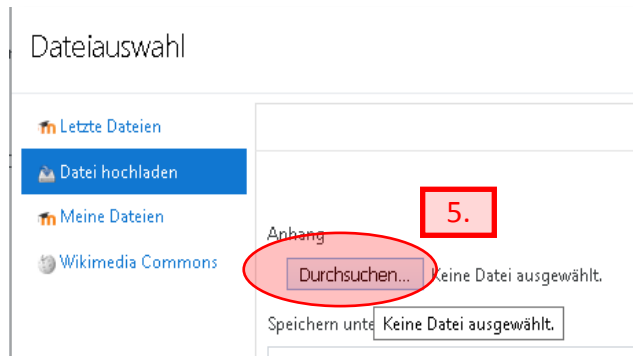 Dateiauswahl
Letzte Dateien
Datei hochladen
Meine Dateien
Wikimedia Commons
5.
Anhang
Durchsuchen... Keine Datei ausgewählt.
Speichern unte
Keine Datei ausgewählt.